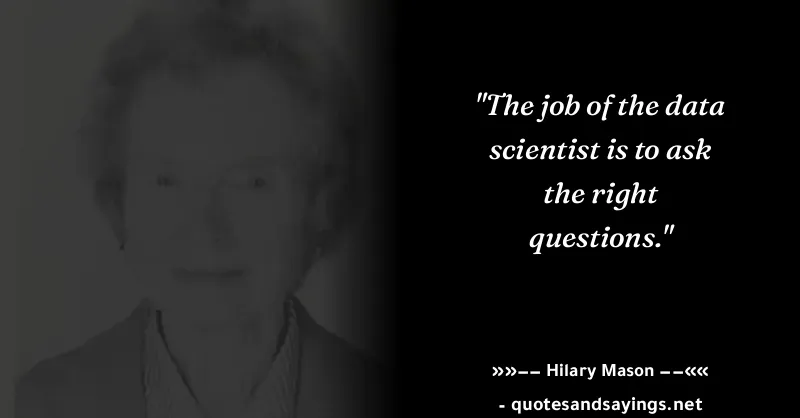 "The job of the data
scientist is to ask
the right
questions."
»»−− Hilary Mason −−««
- quotesandsayings.net